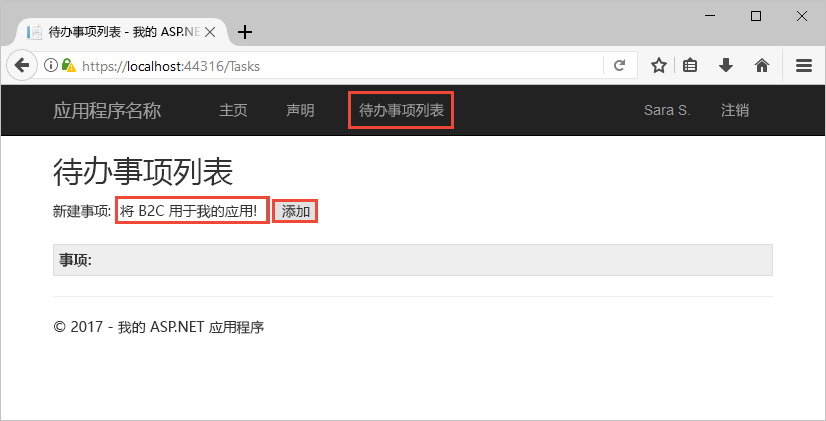 待办事项列表 - 我的 ASP.NE
https://localhost:44316/Tasks
应用程序名称 主页 声明 待办事项列表 Sara S. 注销
待办事项列表
新建事项: 将 B2C 用于我的应用! 添加
事项:
© 2017 - 我的 ASP.NET 应用程序